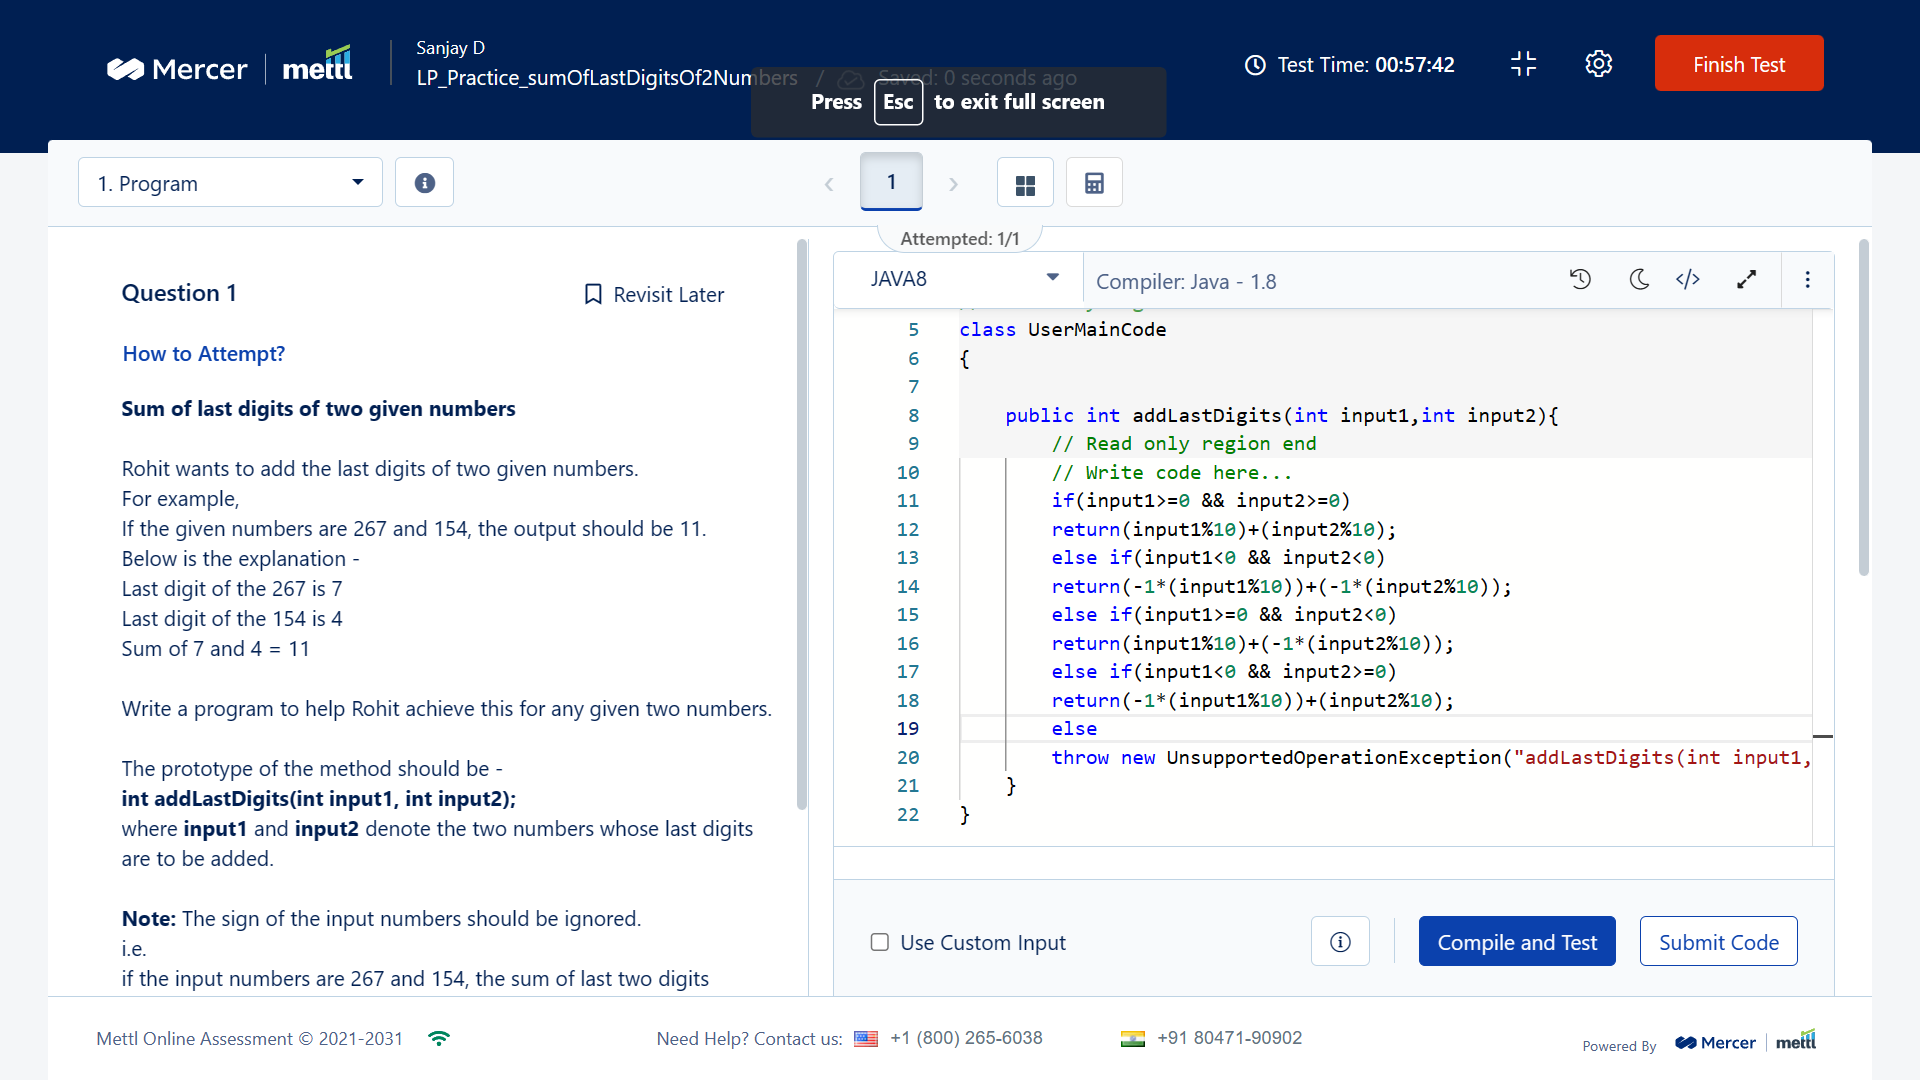 Mercer
mettl
Sanjay D
LP_Practice_sumOfLastDigitsOf2Numbers / Saved: 0 seconds ago
Press Esc to exit full screen
Test Time: 00:57:42
Finish Test
1. Program
1
Attempted: 1/1
Question 1
Revisit Later
How to Attempt?
Sum of last digits of two given numbers
Rohit wants to add the last digits of two given numbers.
For example,
If the given numbers are 267 and 154, the output should be 11.
Below is the explanation -
Last digit of the 267 is 7
Last digit of the 154 is 4
Sum of 7 and 4 = 11
Write a program to help Rohit achieve this for any given two numbers.
The prototype of the method should be -
int addLastDigits(int input1, int input2);
where input1 and input2 denote the two numbers whose last digits
are to be added.
Note: The sign of the input numbers should be ignored.
i.e.
if the input numbers are 267 and 154, the sum of last two digits
JAVA8
Compiler: Java - 1.8
5 class UserMainCode
6 {
7
8 public int addLastDigits(int input1,int input2){
9 // Read only region end
10 // Write code here...
11 if(input1>=0 && input2>=0)
12 return(input1%10)+(input2%10);
13 else if(input1<0 && input2<0)
14 return(-1*(input1%10))+(-1*(input2%10));
15 else if(input1>=0 && input2<0)
16 return(input1%10)+(-1*(input2%10));
17 else if(input1<0 && input2>=0)
18 return(-1*(input1%10))+(input2%10);
19 else
20 throw new UnsupportedOperationException("addLastDigits(int input1,
21 }
22 }
Use Custom Input
Compile and Test
Submit Code
Mettl Online Assessment © 2021-2031
Need Help? Contact us:
+1 (800) 265-6038
+91 80471-90902
Powered By
Mercer
mettl